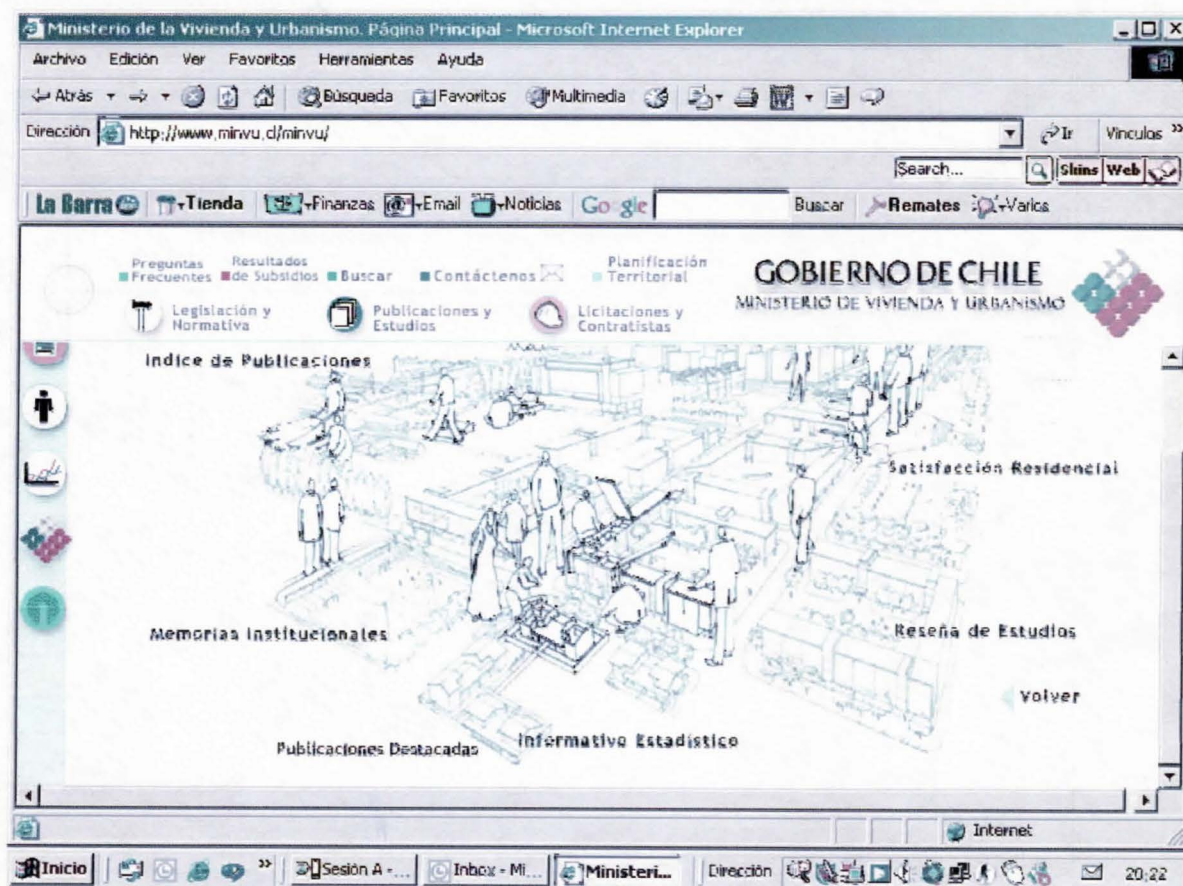 Ministerio de la Vivienda y Urbanismo. Página Principal - Microsoft Internet Explorer
Archivo Edición Ver Favoritos Herramientas Ayuda
Atrás Búsqueda Favoritos Multimedia
Dirección http://www.minvu.cl/minvu/ Ir Vínculos »
Search... Skins Web
La Barra Tienda Finanzas Email Noticias Google Buscar Remates Varios
Preguntas Frecuentes Resultados de Subsidios Buscar Contáctenos Planificación Territorial
GOBIERNO DE CHILE
MINISTERIO DE VIVIENDA Y URBANISMO
Legislación y Normativa Publicaciones y Estudios Licitaciones y Contratistas
Indice de Publicaciones
Satisfacción Residencial
Memorias Institucionales
Reseña de Estudios
Volver
Informativo Estadístico
Publicaciones Destacadas
Internet
Inicio » Sesión A -... Inbox - Mi... Ministeri... Dirección 20:22